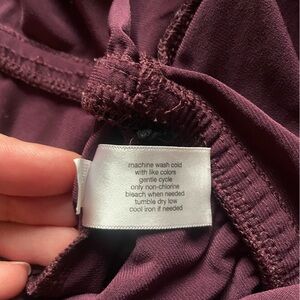 machine wash cold
with like colors
gentle cycle
only non-chlorine
bleach when needed
tumble dry low
cool iron if needed